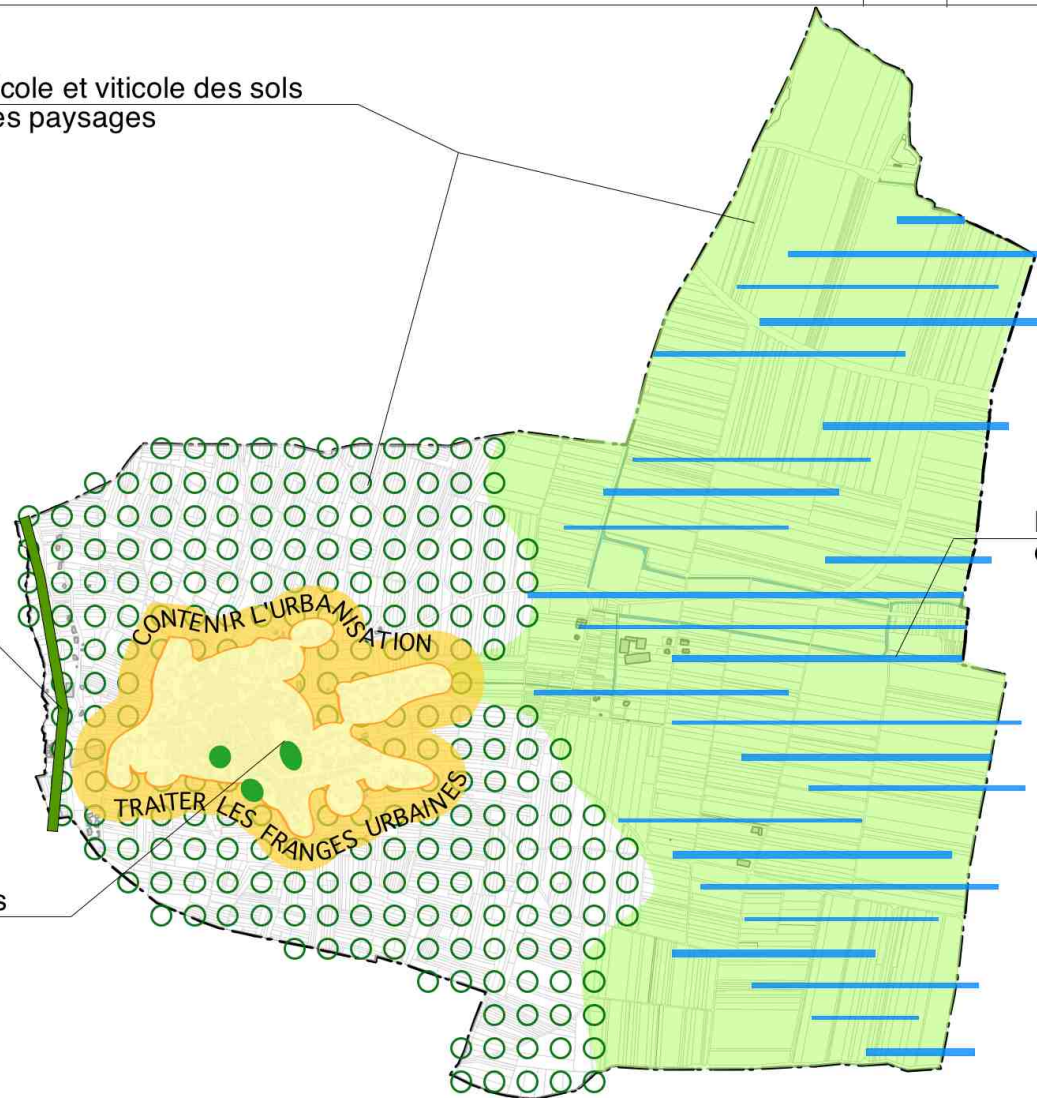 cole et viticole des sols
es paysages
CONTENIR L'URBANISATION
TRAITER LES FRANGES URBAINES
s